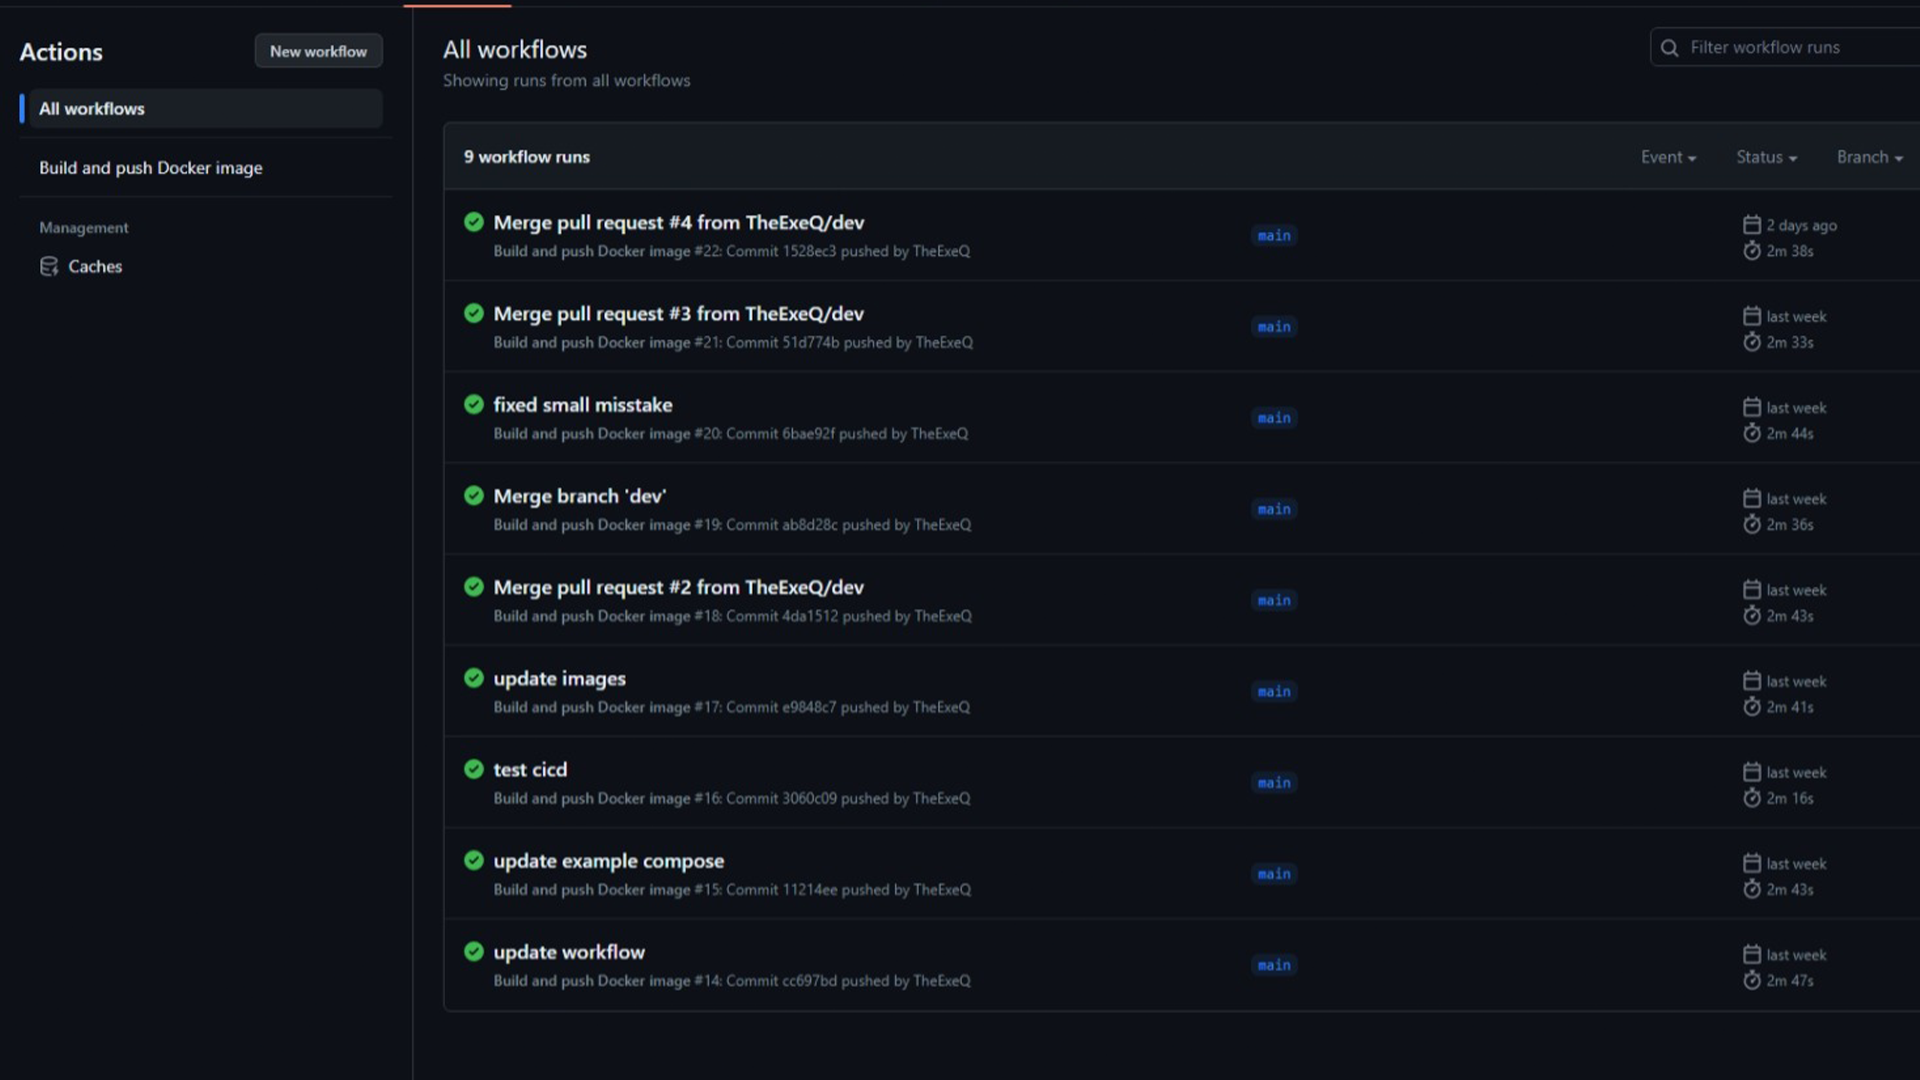 Actions
New workflow
All workflows
Build and push Docker image
Management
Caches
All workflows
Showing runs from all workflows
Filter workflow runs
9 workflow runs
Event
Status
Branch
Merge pull request #4 from TheExeQ/dev
Build and push Docker image #22: Commit 1528ec3 pushed by TheExeQ
main
2 days ago
2m 38s
Merge pull request #3 from TheExeQ/dev
Build and push Docker image #21: Commit 51d774b pushed by TheExeQ
main
last week
2m 33s
fixed small misstake
Build and push Docker image #20: Commit 6bae92f pushed by TheExeQ
main
last week
2m 44s
Merge branch 'dev'
Build and push Docker image #19: Commit ab8d28c pushed by TheExeQ
main
last week
2m 36s
Merge pull request #2 from TheExeQ/dev
Build and push Docker image #18: Commit 4da1512 pushed by TheExeQ
main
last week
2m 43s
update images
Build and push Docker image #17: Commit e9848c7 pushed by TheExeQ
main
last week
2m 41s
test cicd
Build and push Docker image #16: Commit 3060c09 pushed by TheExeQ
main
last week
2m 16s
update example compose
Build and push Docker image #15: Commit 11214ee pushed by TheExeQ
main
last week
2m 43s
update workflow
Build and push Docker image #14: Commit cc697bd pushed by TheExeQ
main
last week
2m 47s